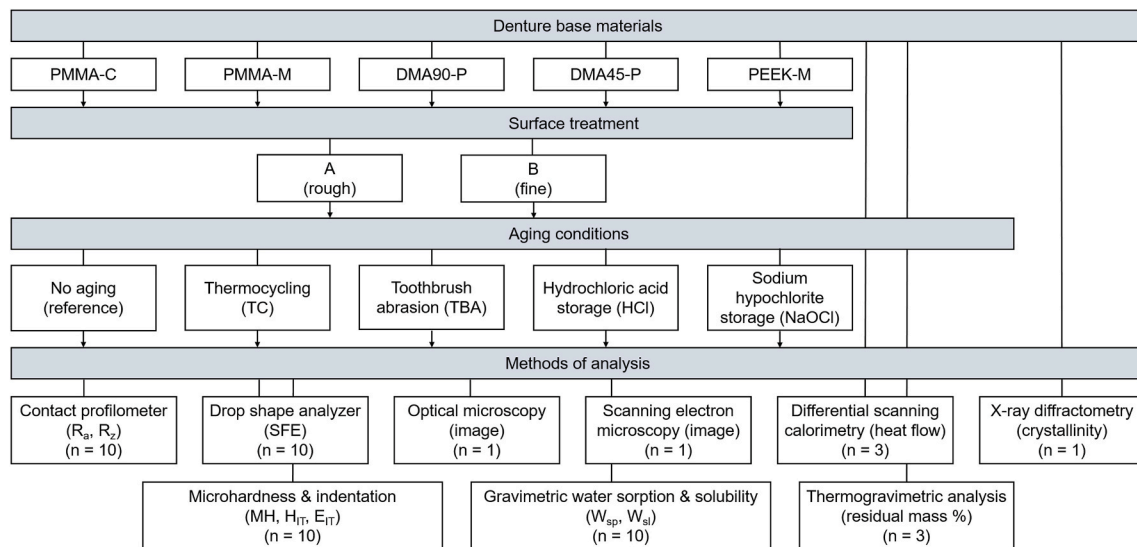 Denture base materials
PMMA-C
PMMA-M
DMA90-P
DMA45-P
PEEK-M
Surface treatment
A
(rough)
B
(fine)
Aging conditions
No aging
(reference)
Thermocycling
(TC)
Toothbrush
abrasion (TBA)
Hydrochloric acid
storage (HCl)
Sodium
hypochlorite
storage (NaOCl)
Methods of analysis
Contact profilometer
(Ra, Rz)
(n = 10)
Drop shape analyzer
(SFE)
(n = 10)
Optical microscopy
(image)
(n = 1)
Scanning electron
microscopy (image)
(n = 1)
Differential scanning
calorimetry (heat flow)
(n = 3)
X-ray diffractometry
(crystallinity)
(n = 1)
Microhardness & indentation
(MH, HIT, EIT)
(n = 10)
Gravimetric water sorption & solubility
(Wsp, Wsl)
(n = 10)
Thermogravimetric analysis
(residual mass %)
(n = 3)